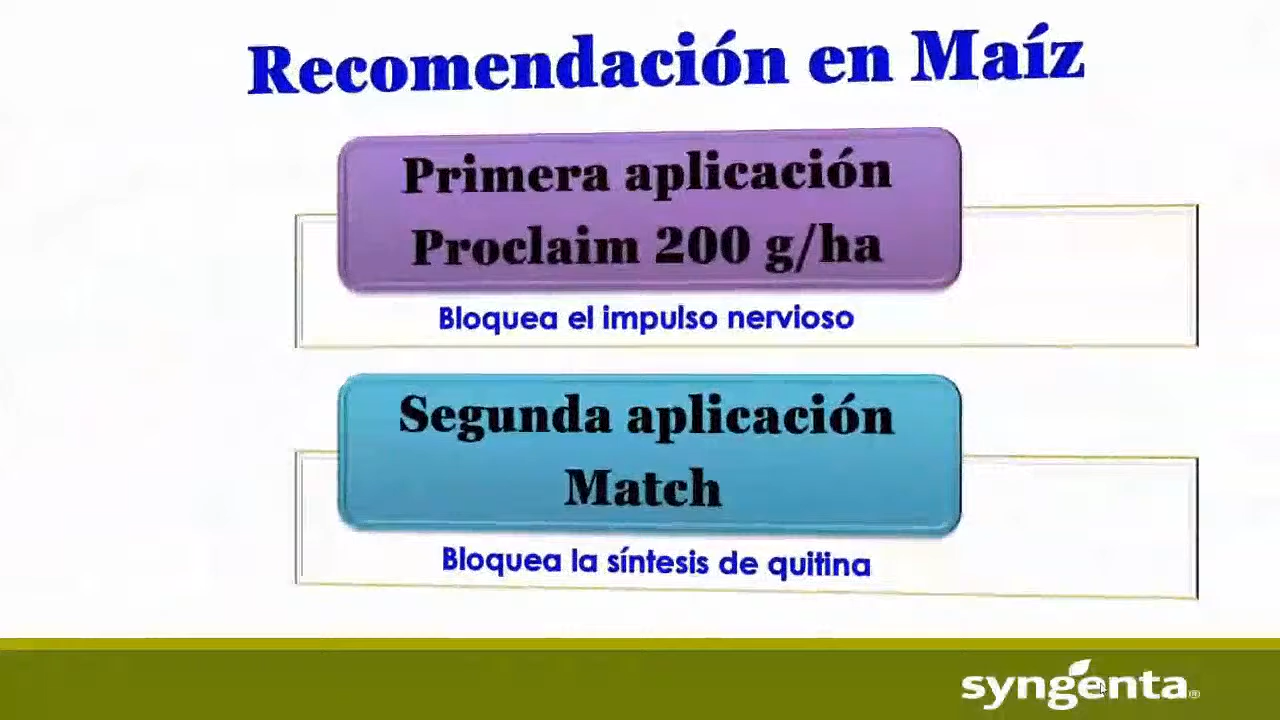 Recomendación en Maíz
Primera aplicación
Proclaim 200 g/ha
Bloquea el impulso nervioso
Segunda aplicación
Match
Bloquea la síntesis de quitina
syngenta®